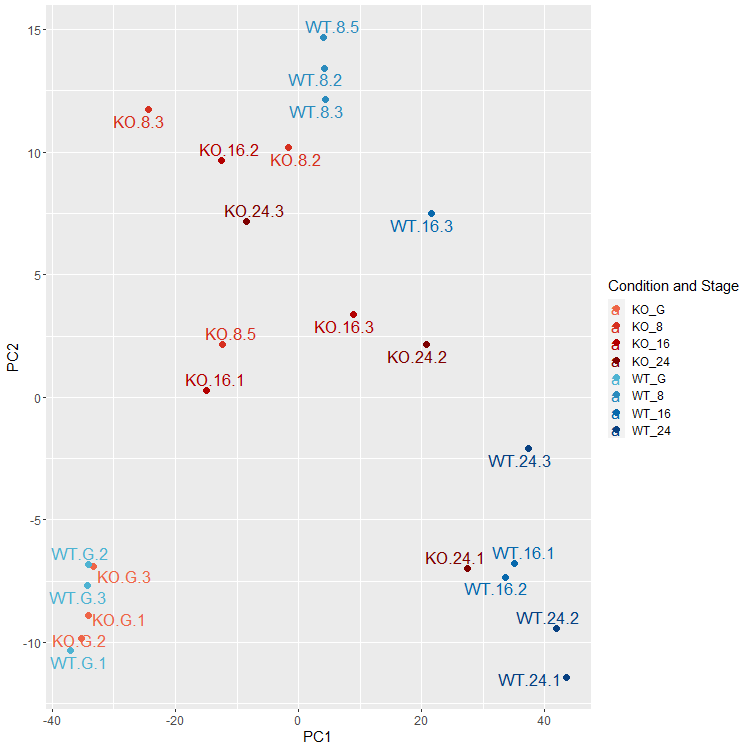 15
10
5
0
-5
-10
PC2
WT.8.5
WT.8.2
WT.8.3
KO.8.3
KO.16.2
KO.8.2
KO.24.3
WT.16.3
KO.16.3
KO.8.5
KO.24.2
KO.16.1
WT.24.3
WT.G.2
KO.G.3
WT.G.3
KO.G.1
KO.G.2
WT.G.1
KO.24.1
WT.16.1
WT.16.2
WT.24.2
WT.24.1
-40 -20 0 20 40
PC1
Condition and Stage
a KO_G
a KO_8
a KO_16
a KO_24
a WT_G
a WT_8
a WT_16
a WT_24